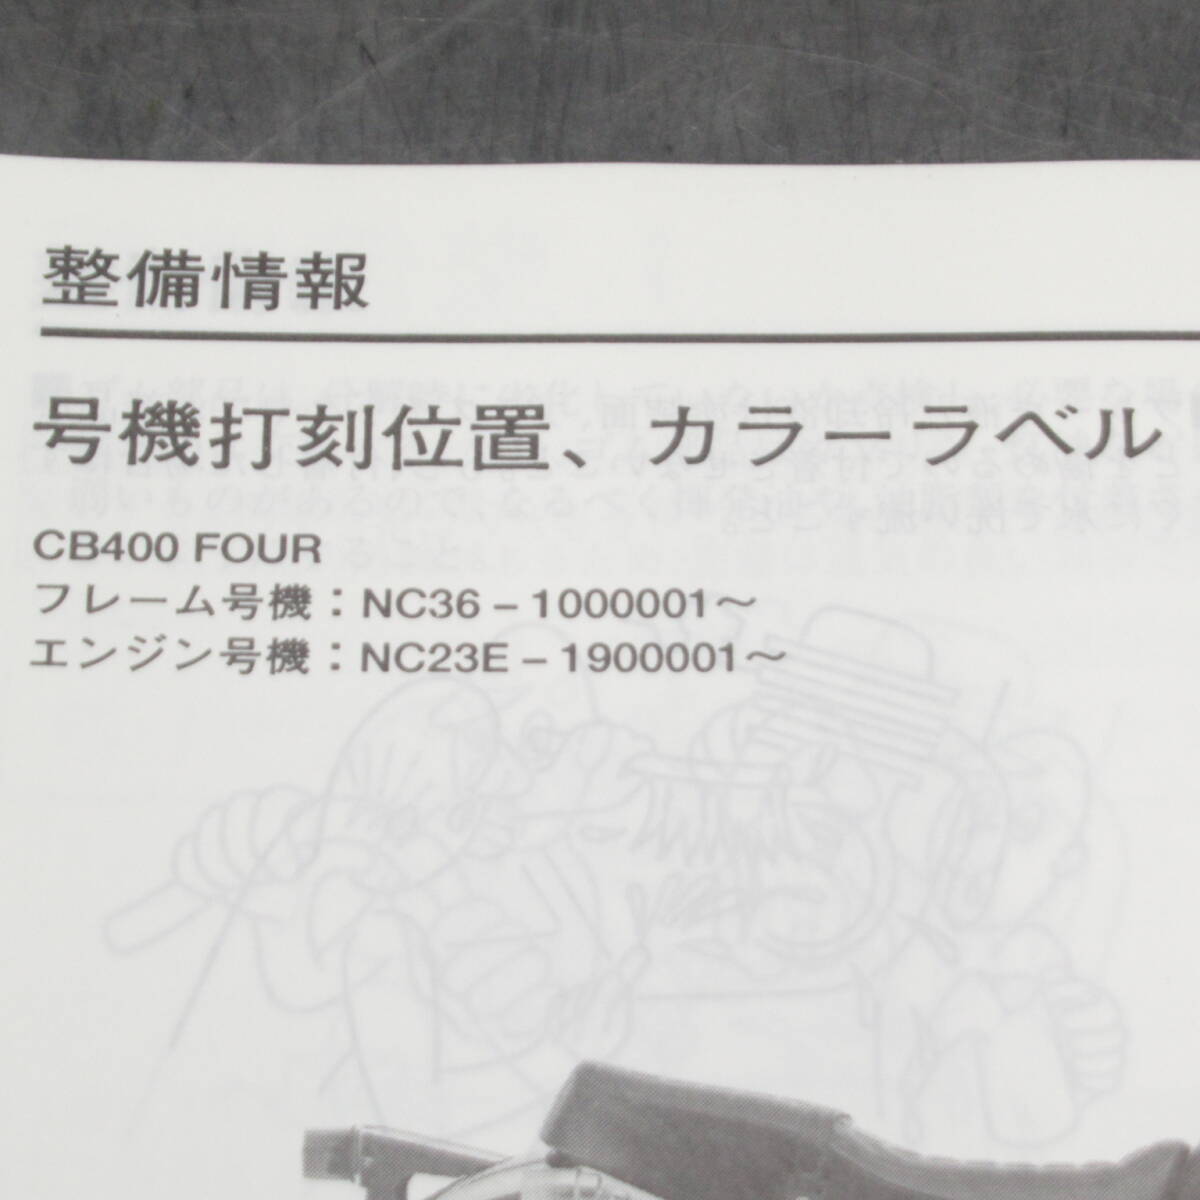 整備情報
号機打刻位置、カラーラベル
CB400 FOUR
フレーム号機：NC36－1000001～
エンジン号機：NC23E－1900001～